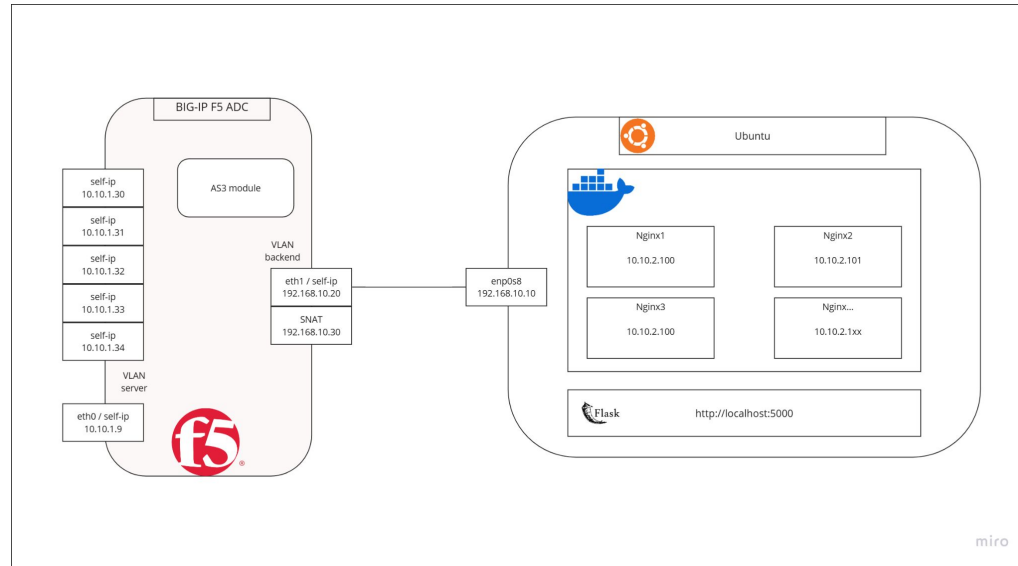 BIG-IP F5 ADC
AS3 module
self-ip
10.10.1.30
self-ip
10.10.1.31
self-ip
10.10.1.32
self-ip
10.10.1.33
self-ip
10.10.1.34
VLAN
server
eth0 / self-ip
10.10.1.9
VLAN
backend
eth1 / self-ip
192.168.10.20
SNAT
192.168.10.30
f5
®
enp0s8
192.168.10.10
Ubuntu
Nginx1
10.10.2.100
Nginx2
10.10.2.101
Nginx3
10.10.2.100
Nginx...
10.10.2.1xx
Flask
http://localhost:5000
miro